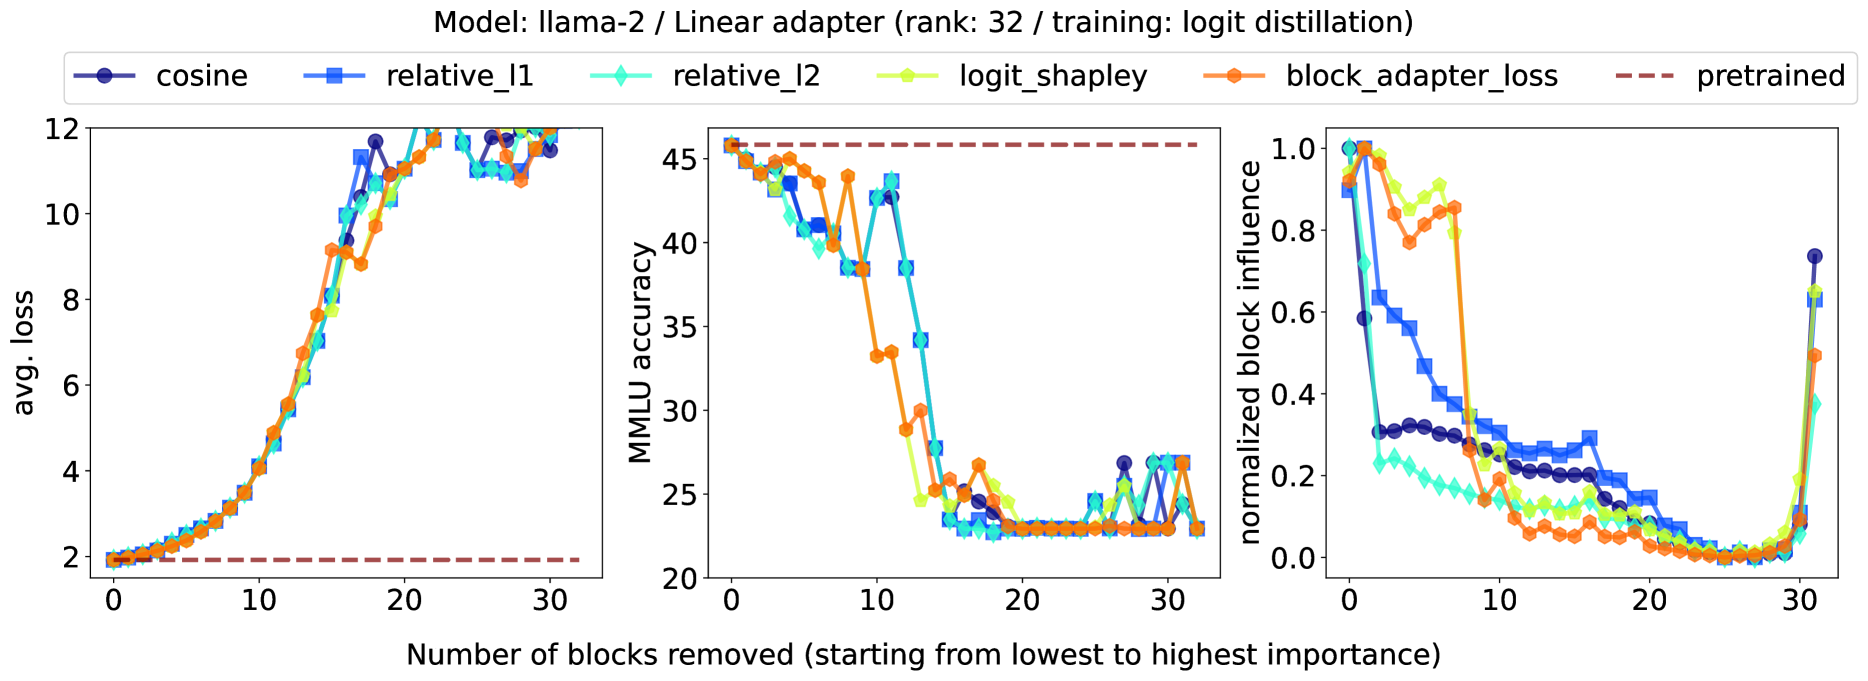 Model: llama-2 / Linear adapter (rank: 32 / training: logit distillation)
cosine relative_l1 relative_l2 logit_shapley block_adapter_loss pretrained
avg. loss
12
10
8
6
4
2
0 10 20 30
MMLU accuracy
45
40
35
30
25
20
0 10 20 30
normalized block influence
1.0
0.8
0.6
0.4
0.2
0.0
0 10 20 30
Number of blocks removed (starting from lowest to highest importance)